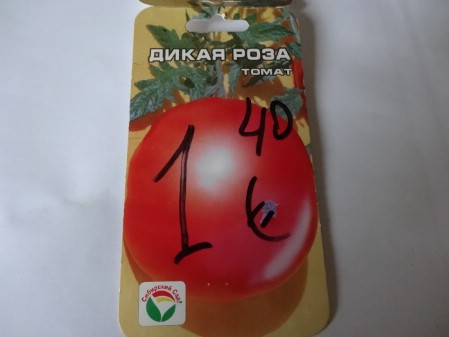 ДИКАЯ РОЗА
ТОМАТ
1 40 €
Сибирский Сад!